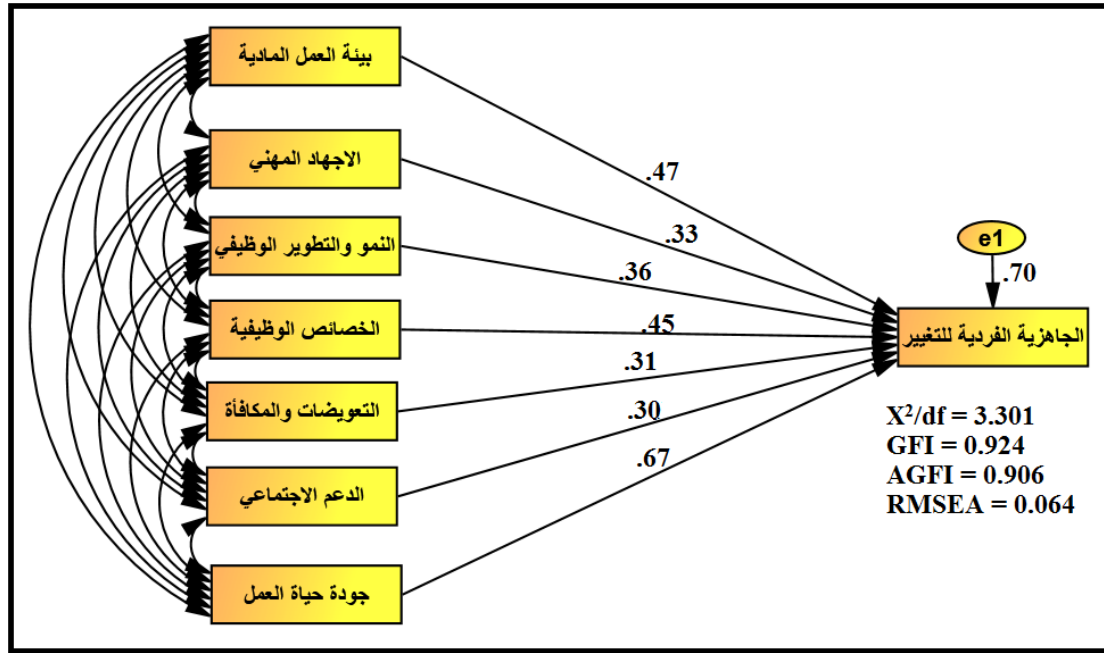 بيئة العمل المادية
الاجهاد المهني
النمو والتطوير الوظيفي
الخصائص الوظيفية
التعويضات والمكافأة
الدعم الاجتماعي
جودة حياة العمل
.47
.33
.36
.45
.31
.30
.67
e1
.70
الجاهزية الفردية للتغيير
X²/df = 3.301
GFI = 0.924
AGFI = 0.906
RMSEA = 0.064